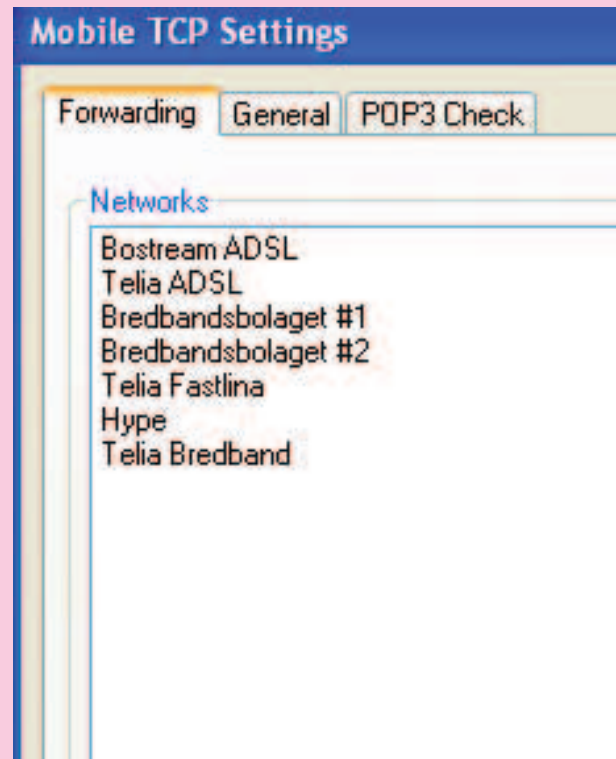 Mobile TCP Settings
Forwarding General POP3 Check
Networks
Bostream ADSL
Telia ADSL
Bredbandsbolaget #1
Bredbandsbolaget #2
Telia Fastlina
Hype
Telia Bredband